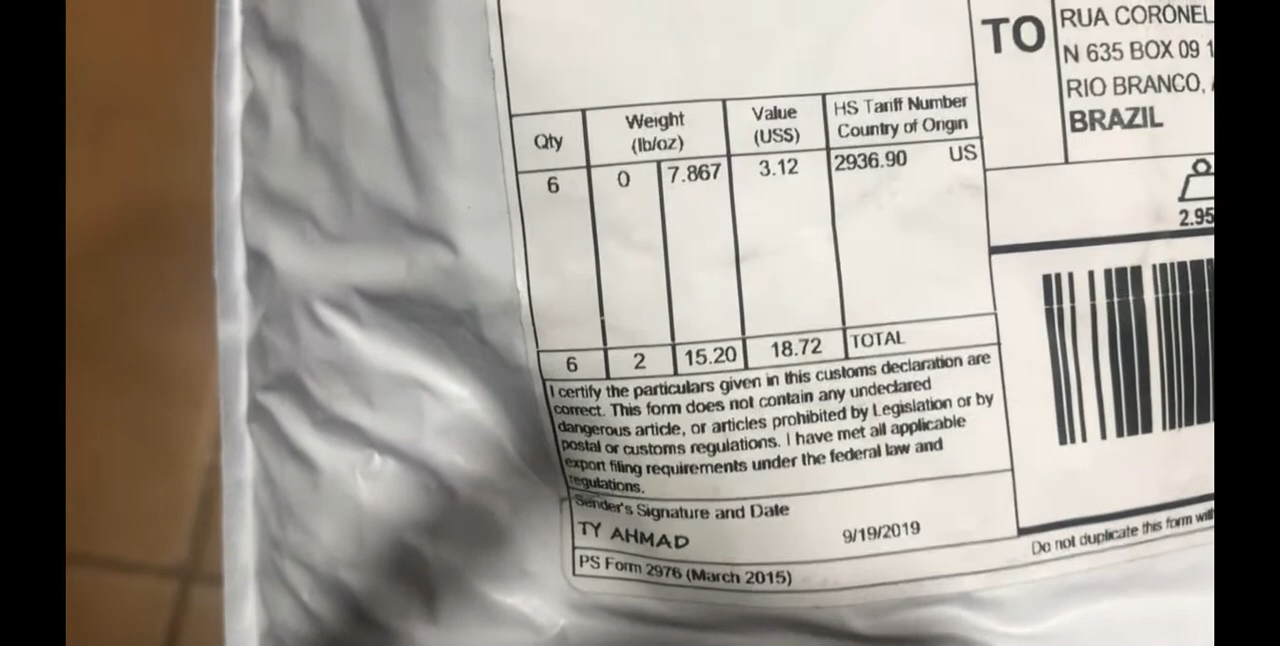 TO
RUA CORONEL
N 635 BOX 09 1
RIO BRANCO,
BRAZIL
Qty
Weight
(lb/oz)
Value
(US$)
HS Tariff Number
Country of Origin
6 0 7.867 3.12 2936.90 US
2.95
6 2 15.20 18.72 TOTAL
I certify the particulars given in this customs declaration are
correct. This form does not contain any undeclared
dangerous article, or articles prohibited by Legislation or by
postal or customs regulations. I have met all applicable
export filing requirements under the federal law and
regulations.
Sender's Signature and Date
TY AHMAD 9/19/2019
PS Form 2976 (March 2015)
Do not duplicate this form